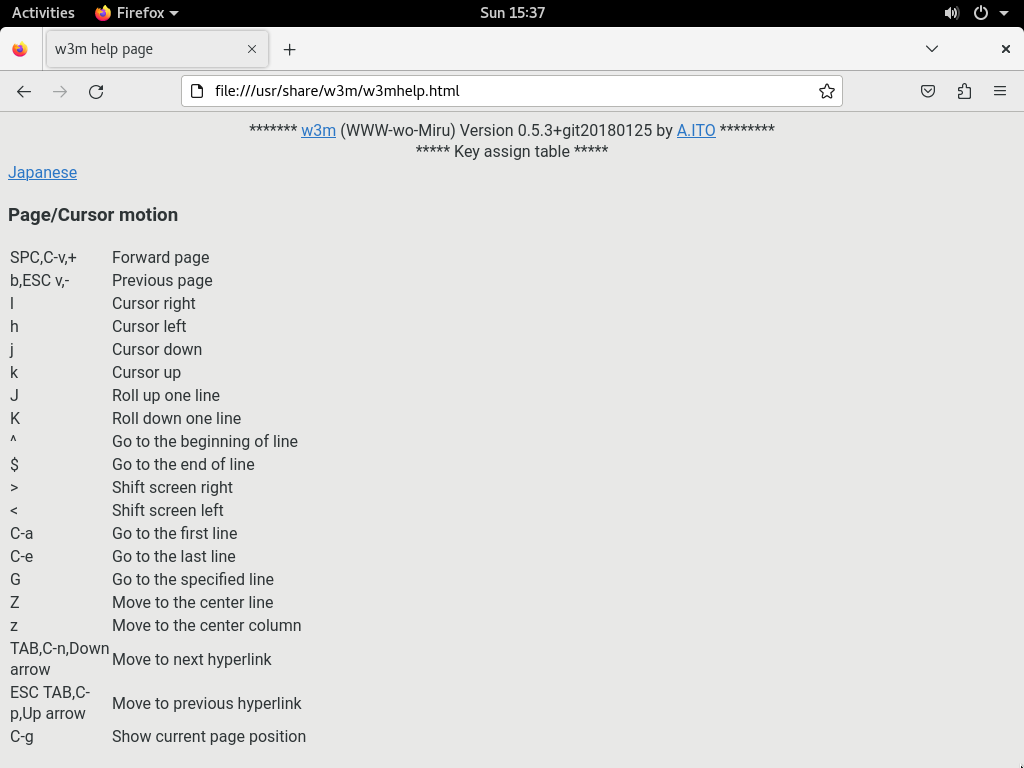 Activities Firefox Sun 15:37
w3m help page
file:///usr/share/w3m/w3mhelp.html
******* w3m (WWW-wo-Miru) Version 0.5.3+git20180125 by A.ITO ********
***** Key assign table *****
Japanese
Page/Cursor motion
SPC,C-v,+ Forward page
b,ESC v,- Previous page
l Cursor right
h Cursor left
j Cursor down
k Cursor up
J Roll up one line
K Roll down one line
^ Go to the beginning of line
$ Go to the end of line
> Shift screen right
< Shift screen left
C-a Go to the first line
C-e Go to the last line
G Go to the specified line
Z Move to the center line
z Move to the center column
TAB,C-n,Down
arrow Move to next hyperlink
ESC TAB,C-
p,Up arrow Move to previous hyperlink
C-g Show current page position